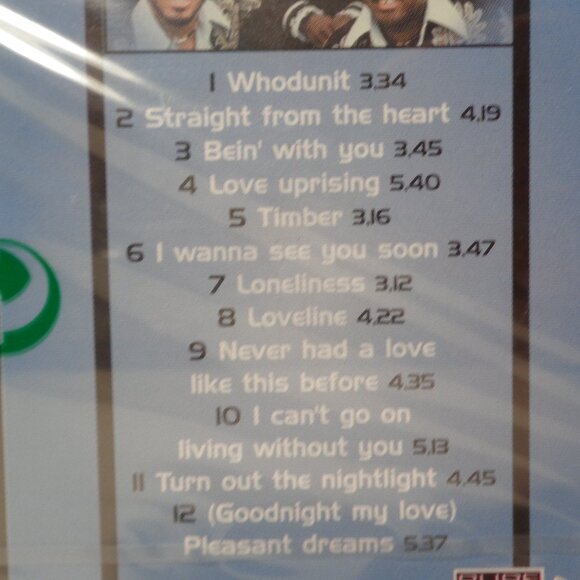 1 Whodunit 3.34
2 Straight from the heart 4.19
3 Bein' with you 3.45
4 Love uprising 5.40
5 Timber 3.16
6 I wanna see you soon 3.47
7 Loneliness 3.12
8 Loveline 4.22
9 Never had a love
like this before 4.35
10 I can't go on
living without you 5.13
11 Turn out the nightlight 4.45
12 (Goodnight my love)
Pleasant dreams 5.37